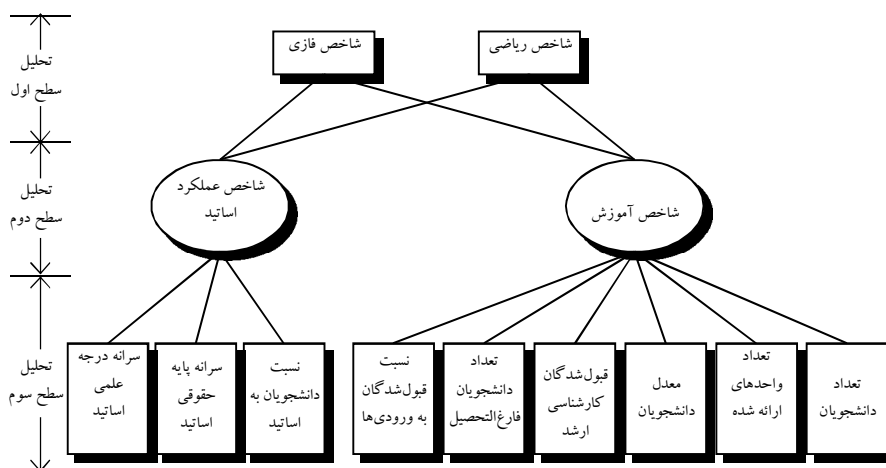 شاخص ریاضی
شاخص فازی
تحلیل
سطح اول
شاخص آموزش
شاخص عملکرد
اساتید
تحلیل
سطح دوم
تعداد
دانشجویان
تعداد
واحدهای
ارائه شده
معدل
دانشجویان
قبول‌شدگان
کارشناسی
ارشد
تعداد
دانشجویان
فارغ‌التحصیل
نسبت
قبول‌شدگان
به ورودی‌ها
نسبت
دانشجویان به
اساتید
سرانه پایه
حقوقی
اساتید
سرانه درجه
علمی
اساتید
تحلیل
سطح سوم